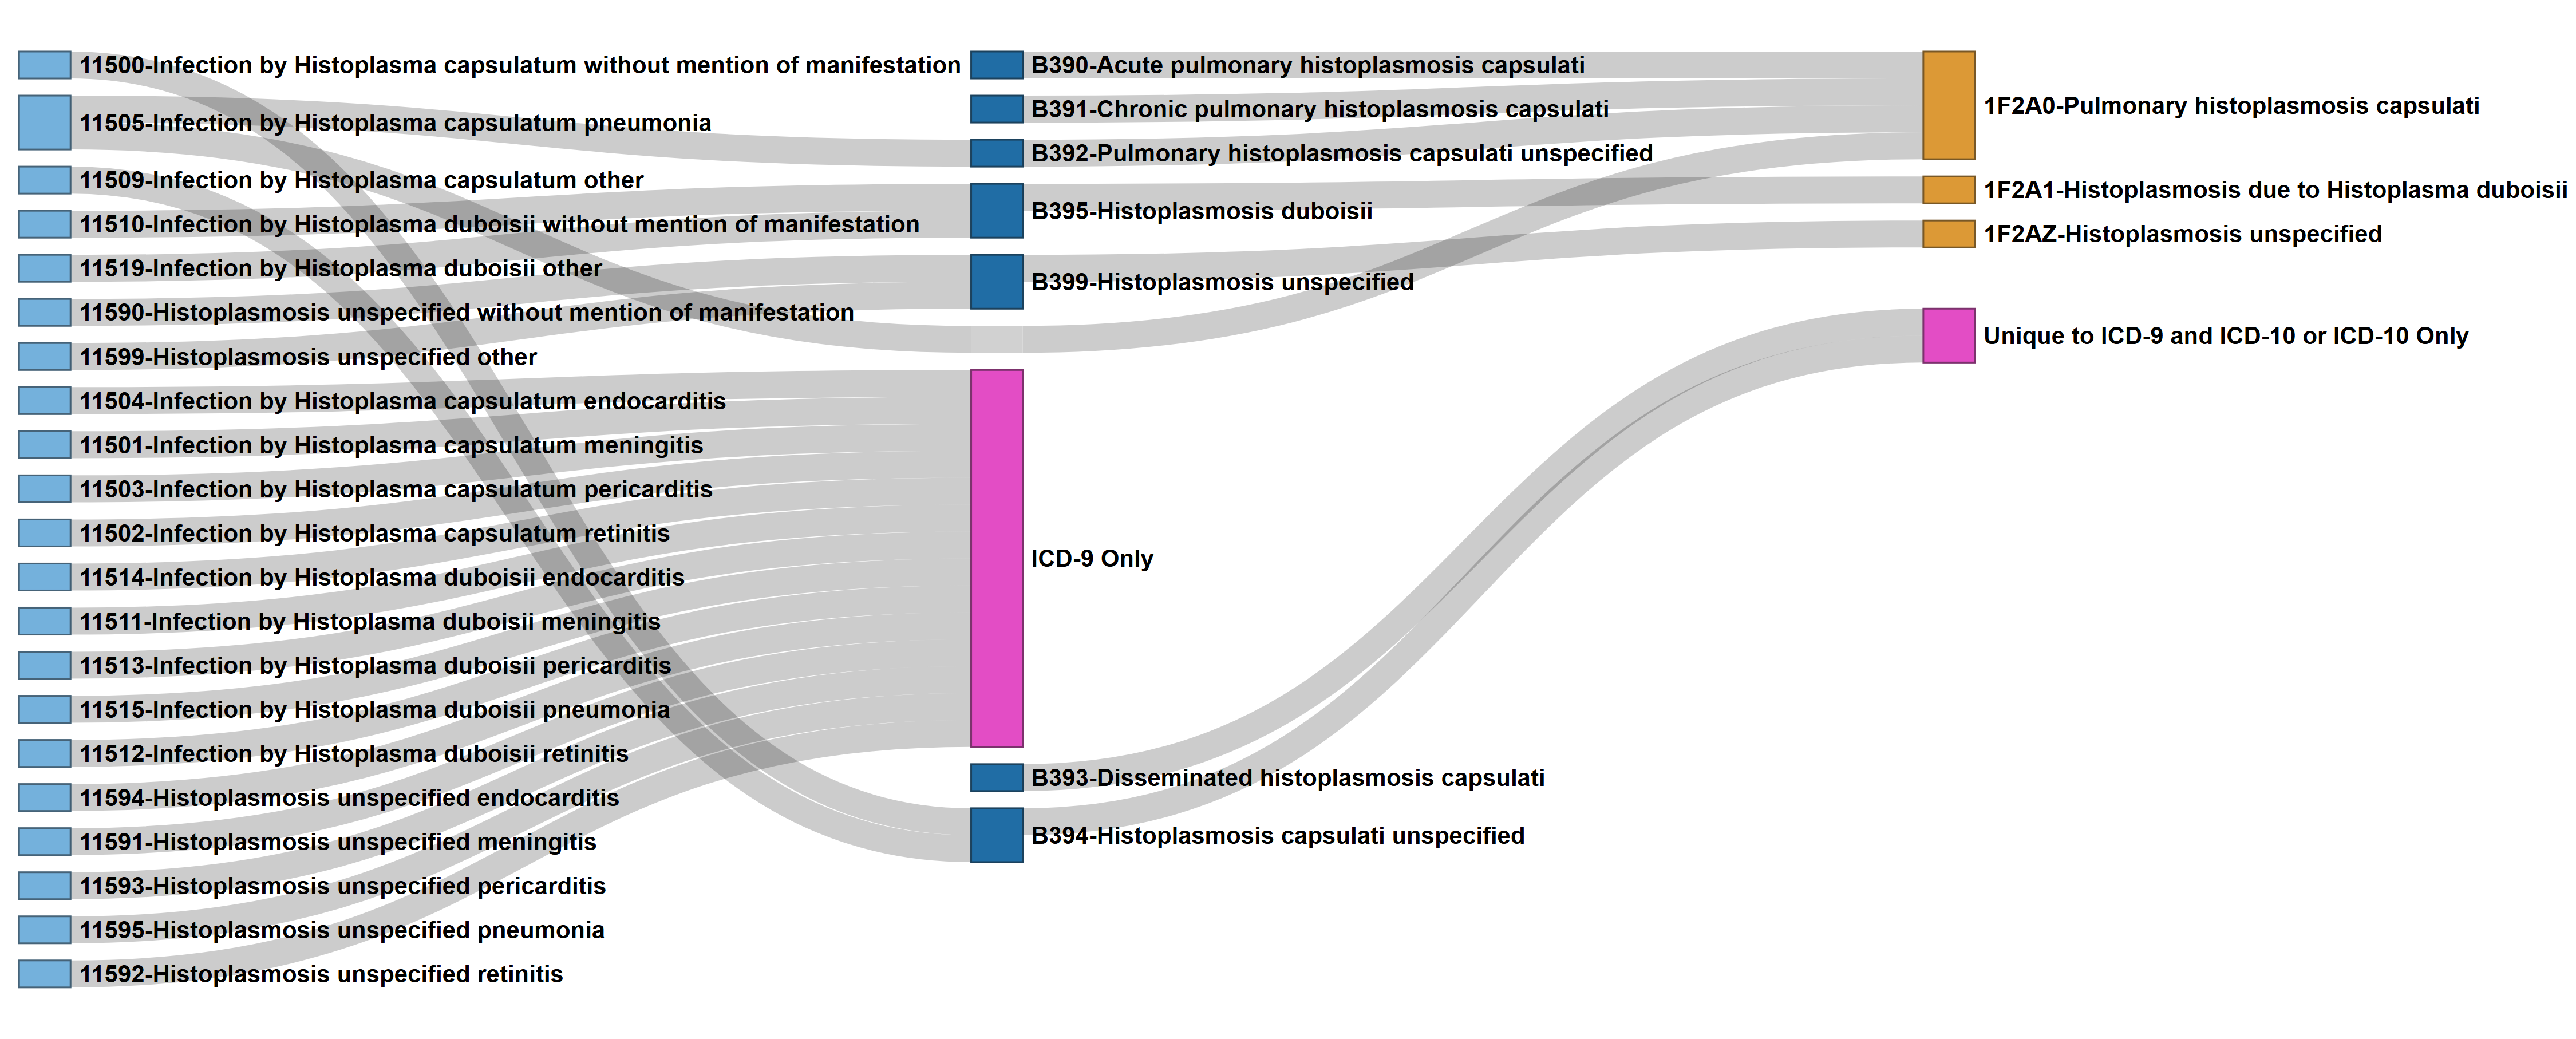 11500-Infection by Histoplasma capsulatum without mention of manifestation
11505-Infection by Histoplasma capsulatum pneumonia
11509-Infection by Histoplasma capsulatum other
11510-Infection by Histoplasma duboisii without mention of manifestation
11519-Infection by Histoplasma duboisii other
11590-Histoplasmosis unspecified without mention of manifestation
11599-Histoplasmosis unspecified other
11504-Infection by Histoplasma capsulatum endocarditis
11501-Infection by Histoplasma capsulatum meningitis
11503-Infection by Histoplasma capsulatum pericarditis
11502-Infection by Histoplasma capsulatum retinitis
11514-Infection by Histoplasma duboisii endocarditis
11511-Infection by Histoplasma duboisii meningitis
11513-Infection by Histoplasma duboisii pericarditis
11515-Infection by Histoplasma duboisii pneumonia
11512-Infection by Histoplasma duboisii retinitis
11594-Histoplasmosis unspecified endocarditis
11591-Histoplasmosis unspecified meningitis
11593-Histoplasmosis unspecified pericarditis
11595-Histoplasmosis unspecified pneumonia
11592-Histoplasmosis unspecified retinitis
B390-Acute pulmonary histoplasmosis capsulati
B391-Chronic pulmonary histoplasmosis capsulati
B392-Pulmonary histoplasmosis capsulati unspecified
B395-Histoplasmosis duboisii
B399-Histoplasmosis unspecified
ICD-9 Only
B393-Disseminated histoplasmosis capsulati
B394-Histoplasmosis capsulati unspecified
1F2A0-Pulmonary histoplasmosis capsulati
1F2A1-Histoplasmosis due to Histoplasma duboisii
1F2AZ-Histoplasmosis unspecified
Unique to ICD-9 and ICD-10 or ICD-10 Only